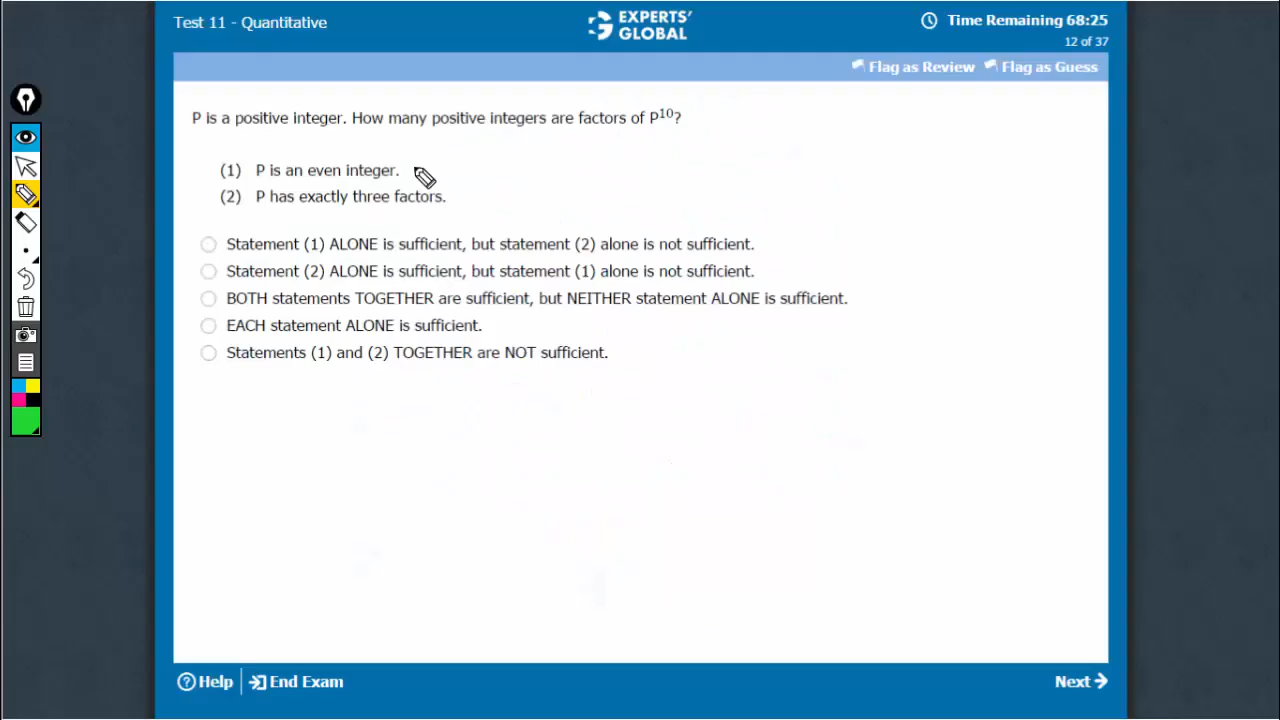 Test 11 - Quantitative
EXPERTS' GLOBAL
Time Remaining 68:25
12 of 37
Flag as Review Flag as Guess
P is a positive integer. How many positive integers are factors of P¹⁰?
(1) P is an even integer.
(2) P has exactly three factors.
Statement (1) ALONE is sufficient, but statement (2) alone is not sufficient.
Statement (2) ALONE is sufficient, but statement (1) alone is not sufficient.
BOTH statements TOGETHER are sufficient, but NEITHER statement ALONE is sufficient.
EACH statement ALONE is sufficient.
Statements (1) and (2) TOGETHER are NOT sufficient.
Help End Exam Next